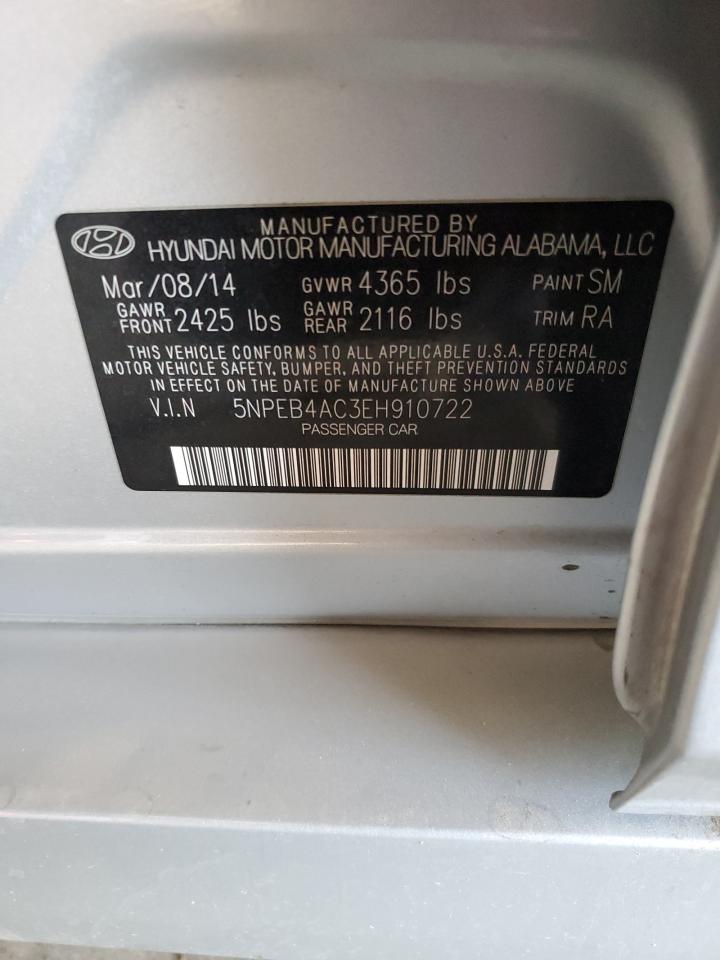 MANUFACTURED BY
HYUNDAI MOTOR MANUFACTURING ALABAMA, LLC
Mar/08/14 GVWR 4365 lbs PAINT SM
GAWR FRONT 2425 lbs GAWR REAR 2116 lbs TRIM RA
THIS VEHICLE CONFORMS TO ALL APPLICABLE U.S.A. FEDERAL
MOTOR VEHICLE SAFETY, BUMPER, AND THEFT PREVENTION STANDARDS
IN EFFECT ON THE DATE OF MANUFACTURE SHOWN ABOVE
V.I.N 5NPEB4AC3EH910722
PASSENGER CAR